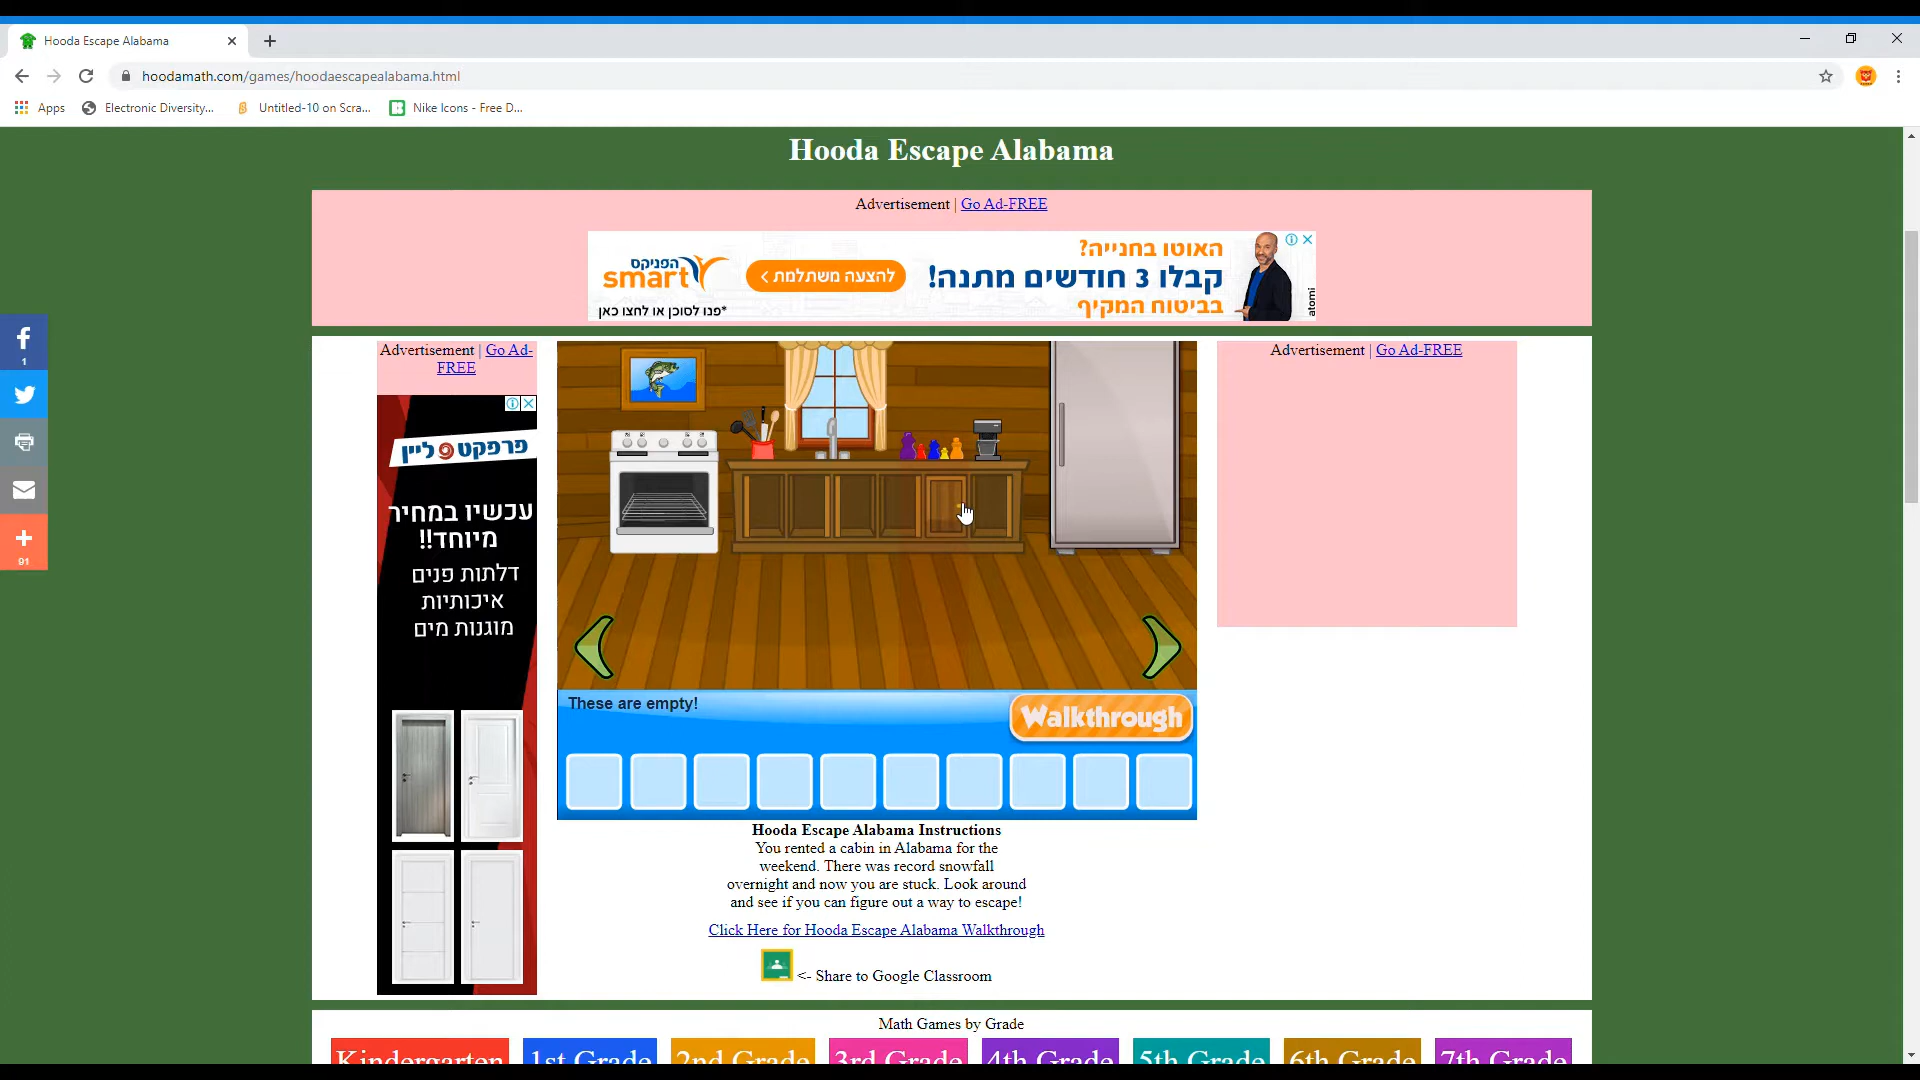 Hooda Escape Alabama
hoodamath.com/games/hoodaescapealabama.html
Apps
Electronic Diversity...
Untitled-10 on Scra...
Nike Icons - Free D...
Hooda Escape Alabama
Advertisement | Go Ad-FREE
הפניקס
smart
*פנו לסוכן או לחצו כאן
להצעה משתלמת >
האוטו בחנייה?
קבלו 3 חודשים מתנה!
בביטוח המקיף
atomi
1
91
Advertisement | Go Ad-
FREE
פרפקט ליין
עכשיו במחיר
מיוחד!!
דלתות פנים
איכותיות
מוגנות מים
Advertisement | Go Ad-FREE
These are empty!
Walkthrough
Hooda Escape Alabama Instructions
You rented a cabin in Alabama for the
weekend. There was record snowfall
overnight and now you are stuck. Look around
and see if you can figure out a way to escape!
Click Here for Hooda Escape Alabama Walkthrough
<- Share to Google Classroom
Math Games by Grade
Kindergarten 1st Grade 2nd Grade 3rd Grade 4th Grade 5th Grade 6th Grade 7th Grade